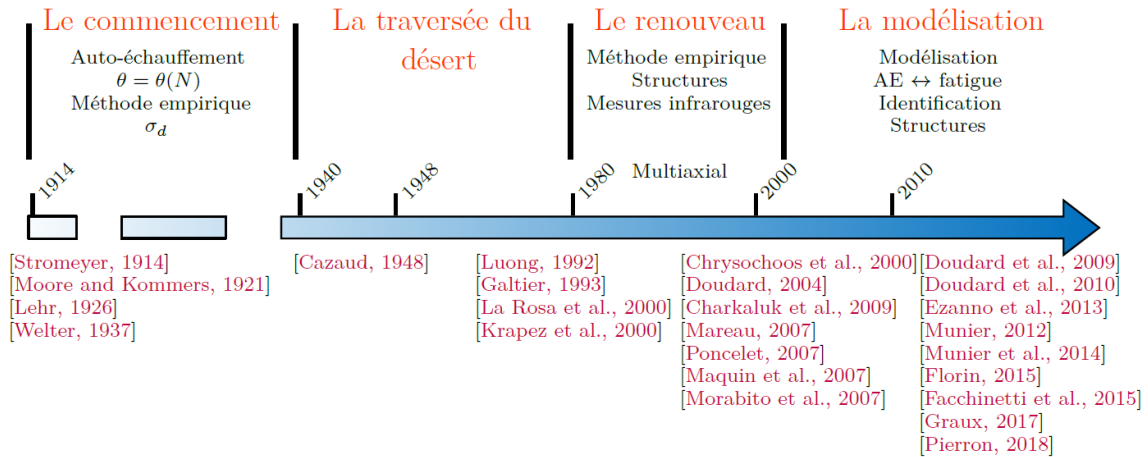 Le commencement
Auto-échauffement
θ = θ(N)
Méthode empirique
σ_d
La traversée du
désert
Le renouveau
Méthode empirique
Structures
Mesures infrarouges
Multiaxial
La modélisation
Modélisation
AE ↔ fatigue
Identification
Structures
1914
1940
1948
1980
2000
2010
[Stromeyer, 1914]
[Moore and Kommers, 1921]
[Lehr, 1926]
[Welter, 1937]
[Cazaud, 1948]
[Luong, 1992]
[Galtier, 1993]
[La Rosa et al., 2000]
[Krapez et al., 2000]
[Chrysochoos et al., 2000]
[Doudard, 2004]
[Charkaluk et al., 2009]
[Mareau, 2007]
[Poncelet, 2007]
[Maquin et al., 2007]
[Morabito et al., 2007]
[Doudard et al., 2009]
[Doudard et al., 2010]
[Ezanno et al., 2013]
[Munier, 2012]
[Munier et al., 2014]
[Florin, 2015]
[Facchinetti et al., 2015]
[Graux, 2017]
[Pierron, 2018]